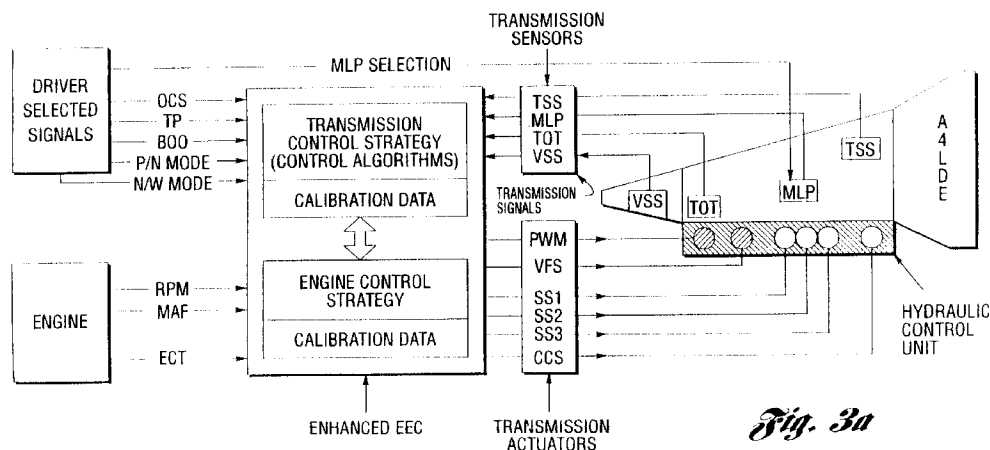 TRANSMISSION
SENSORS
DRIVER
SELECTED
SIGNALS
MLP SELECTION
OCS
TP
BOO
P/N MODE
N/W MODE
TRANSMISSION
CONTROL STRATEGY
(CONTROL ALGORITHMS)
CALIBRATION DATA
ENGINE CONTROL
STRATEGY
CALIBRATION DATA
ENGINE
RPM
MAF
ECT
ENHANCED EEC
TSS
MLP
TOT
VSS
TRANSMISSION
SIGNALS
PWM
VFS
SS1
SS2
SS3
CCS
TRANSMISSION
ACTUATORS
VSS
TOT
MLP
TSS
A4LDE
HYDRAULIC
CONTROL
UNIT
Fig. 3a